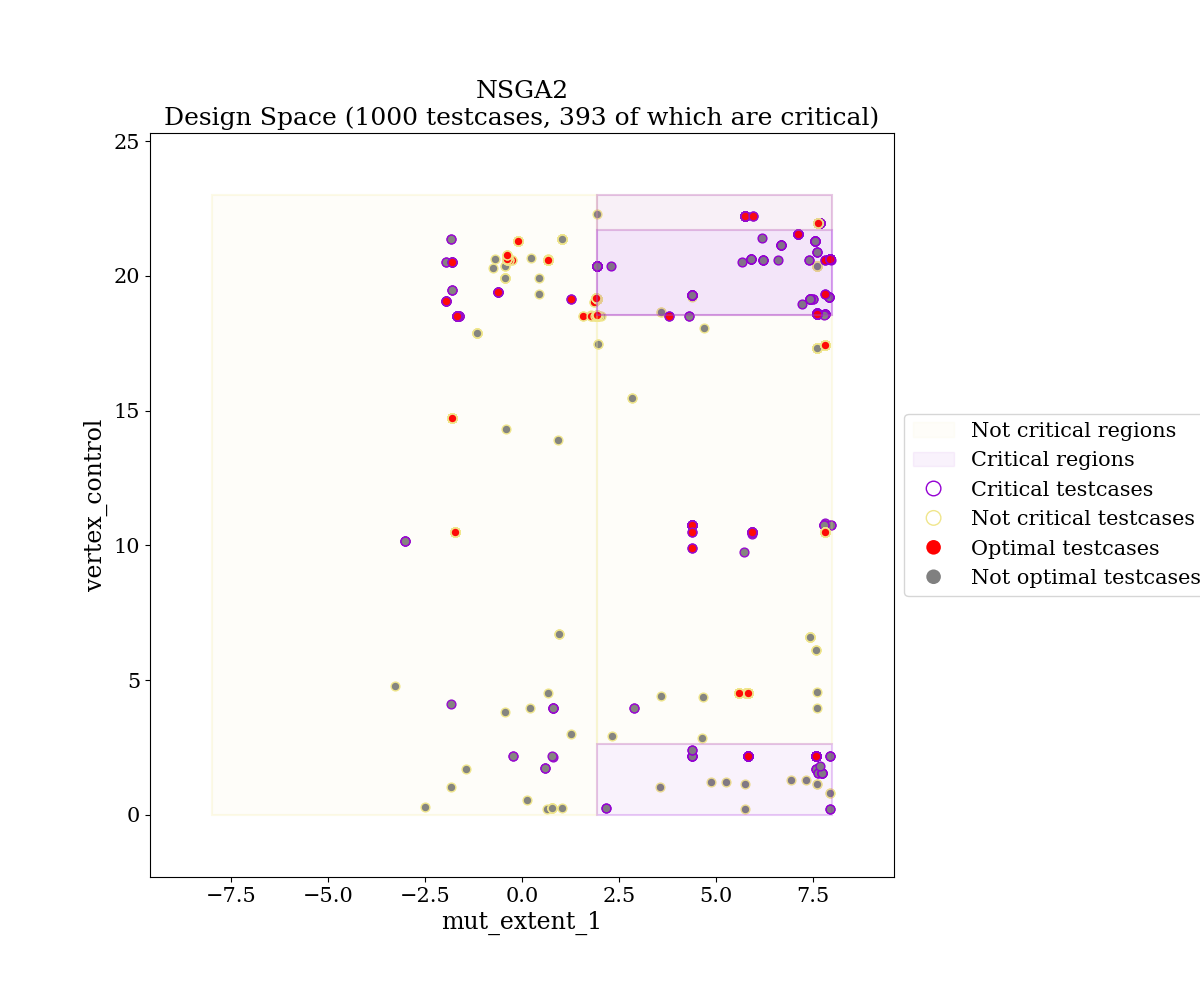 NSGA2
Design Space (1000 testcases, 393 of which are critical)
25
20
15
10
5
0
vertex_control
−7.5
−5.0
−2.5
0.0
2.5
5.0
7.5
mut_extent_1
Not critical regions
Critical regions
Critical testcases
Not critical testcases
Optimal testcases
Not optimal testcases